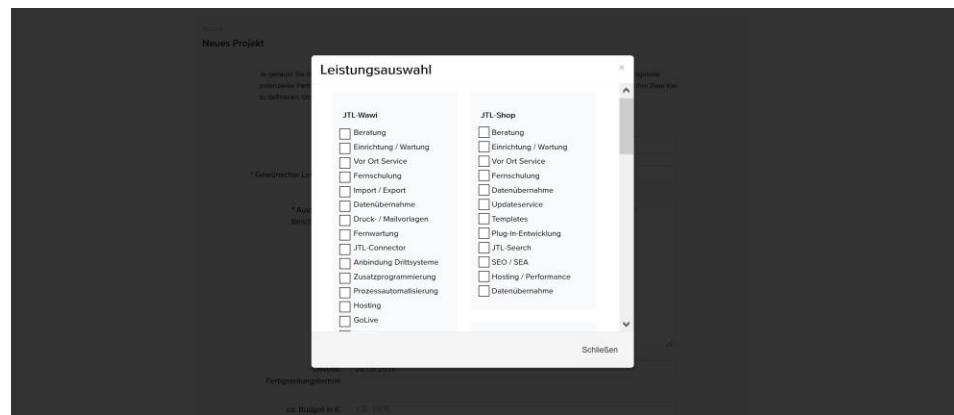 Neues Projekt
Leistungsauswahl
×
JTL-Wawi
Beratung
Einrichtung / Wartung
Vor Ort Service
Fernschulung
Import / Export
Datenübernahme
Druck- / Mailvorlagen
Fernwartung
JTL-Connector
Anbindung Drittsysteme
Zusatzprogrammierung
Prozessautomatisierung
Hosting
GoLive
JTL-Shop
Beratung
Einrichtung / Wartung
Vor Ort Service
Fernschulung
Datenübernahme
Updateservice
Templates
Plug-In-Entwicklung
JTL-Search
SEO / SEA
Hosting / Performance
Datenübernahme
Schließen
Fertigstellungstermin
ca. Budget in €